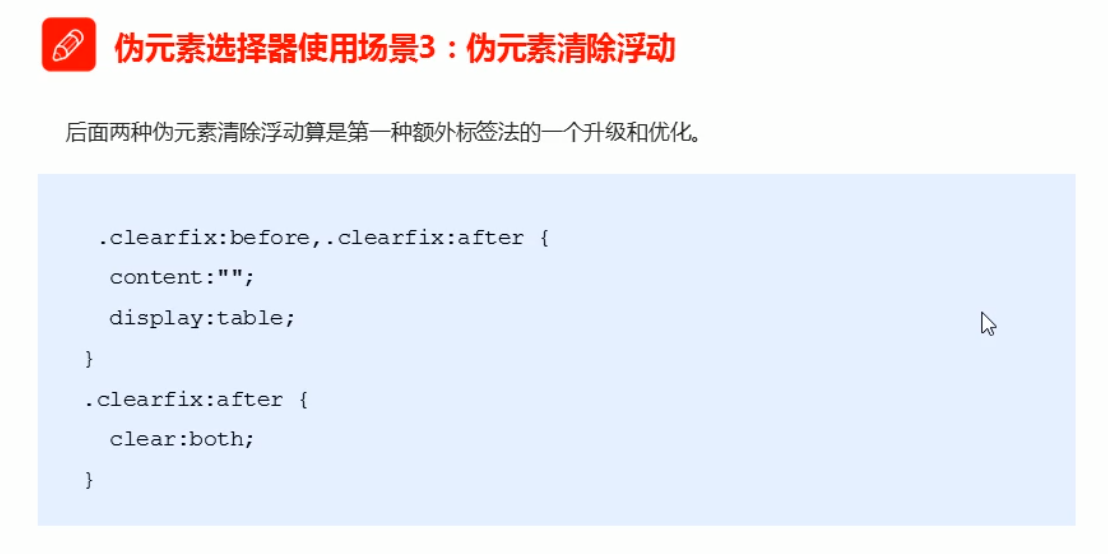 伪元素选择器使用场景3：伪元素清除浮动
后面两种伪元素清除浮动算是第一种额外标签法的一个升级和优化。
.clearfix:before,.clearfix:after {
content:"";
display:table;
}
.clearfix:after {
clear:both;
}